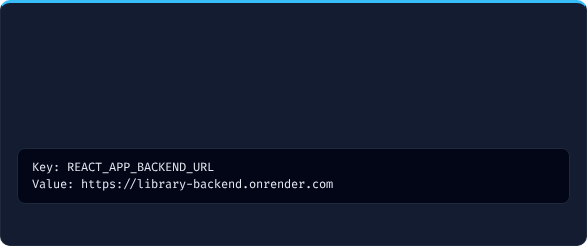 Key: REACT_APP_BACKEND_URL
Value: https://library-backend.onrender.com